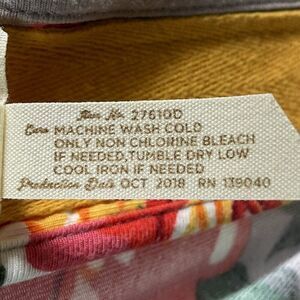 Item No. 27610D
Care MACHINE WASH COLD
ONLY NON CHLORINE BLEACH
IF NEEDED, TUMBLE DRY LOW
COOL IRON IF NEEDED
Production Date OCT 2018 RN 139040